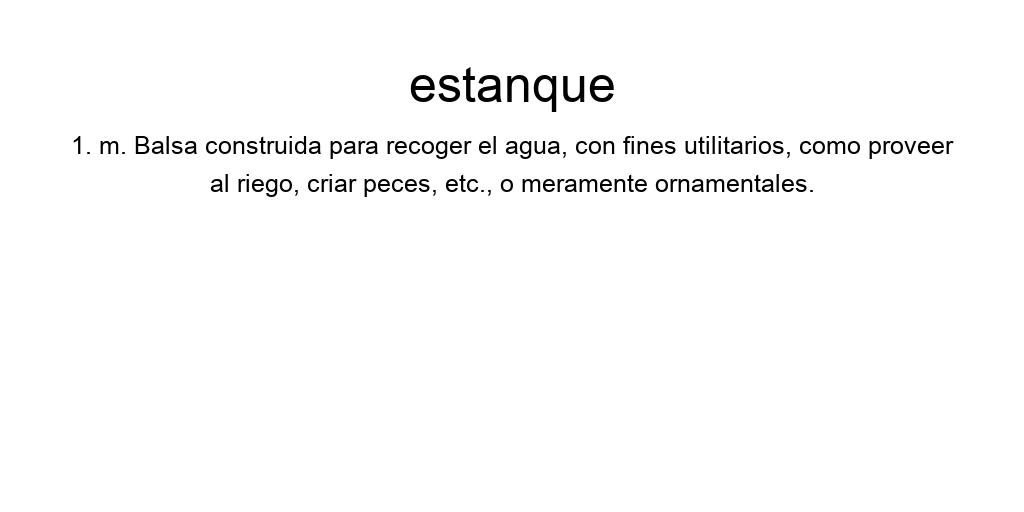 estanque
1. m. Balsa construida para recoger el agua, con fines utilitarios, como proveer
al riego, criar peces, etc., o meramente ornamentales.